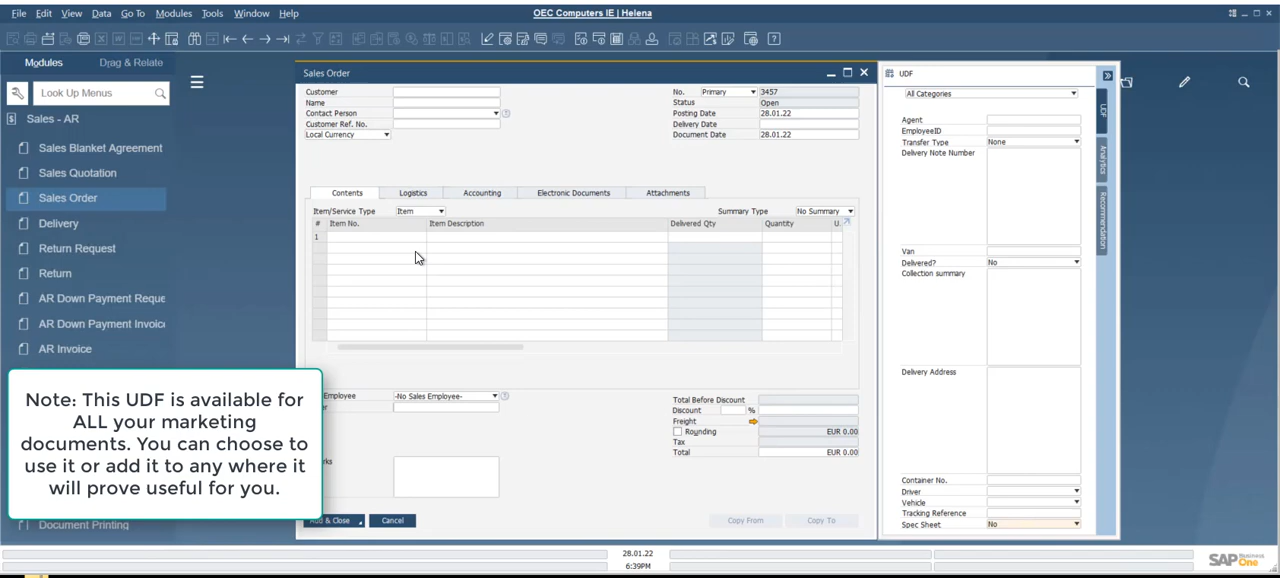 File Edit View Data Go To Modules Tools Window Help
OEC Computers IE | Helena
Modules
Drag & Relate
Look Up Menus
Sales - AR
Sales Blanket Agreement
Sales Quotation
Sales Order
Delivery
Return Request
Return
AR Down Payment Reque
AR Down Payment Invoic
AR Invoice
Document Printing
Note: This UDF is available for
ALL your marketing
documents. You can choose to
use it or add it to any where it
will prove useful for you.
Sales Order
Customer
Name
Contact Person
Customer Ref. No.
Local Currency
No. Primary 3457
Status Open
Posting Date 28.01.22
Delivery Date
Document Date 28.01.22
Contents Logistics Accounting Electronic Documents Attachments
Item/Service Type Item Summary Type No Summary
# Item No. Item Description Delivered Qty Quantity U.
1
Employee -No Sales Employee-
er
rks
Total Before Discount
Discount %
Freight
Rounding EUR 0.00
Tax
Total EUR 0.00
Add & Close Cancel Copy From Copy To
UDF
All Categories
Agent
EmployeeID
Transfer Type None
Delivery Note Number
Van
Delivered? No
Collection summary
Delivery Address
Container No.
Driver
Vehicle
Tracking Reference
Spec Sheet No
UDF
Analytics
Recommendation
28.01.22
6:39PM
SAP Business One